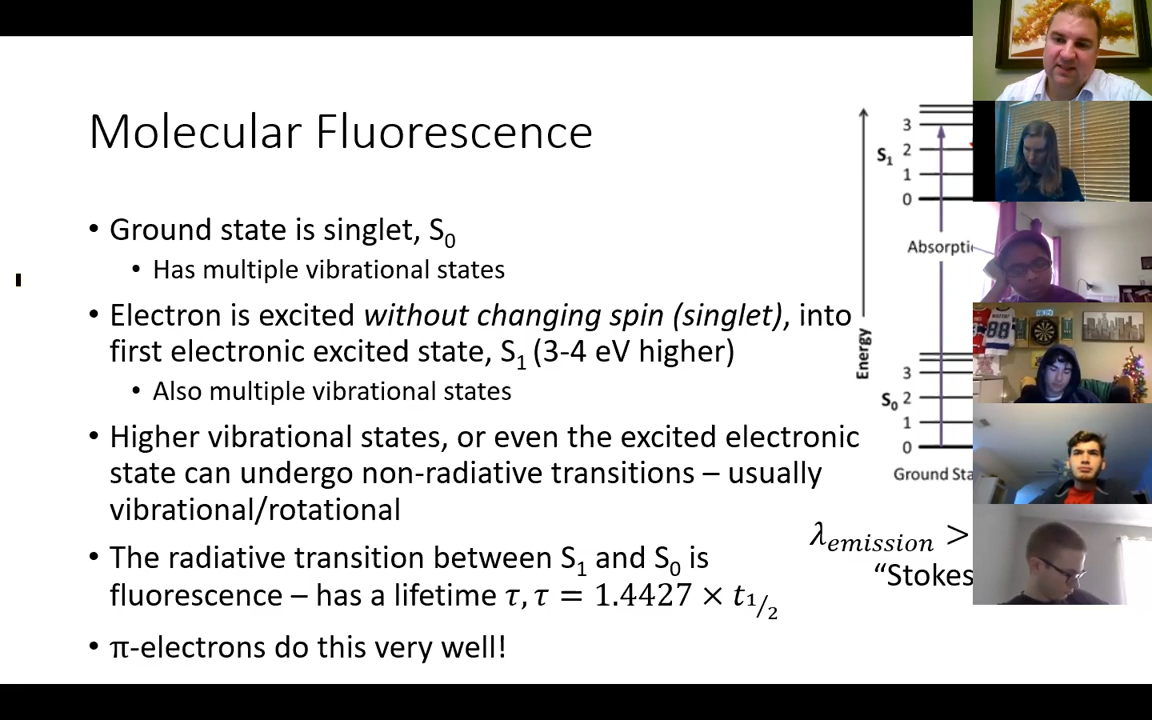 Molecular Fluorescence
• Ground state is singlet, S₀
• Has multiple vibrational states
• Electron is excited without changing spin (singlet), into
first electronic excited state, S₁ (3-4 eV higher)
• Also multiple vibrational states
• Higher vibrational states, or even the excited electronic
state can undergo non-radiative transitions – usually
vibrational/rotational
• The radiative transition between S₁ and S₀ is
fluorescence – has a lifetime τ, τ = 1.4427 × t₁/₂
• π-electrons do this very well!
Energy
3
S₁ 2
1
0
Absorpti
3
S₀ 2
1
0
Ground Sta
λemission >
“Stokes
88